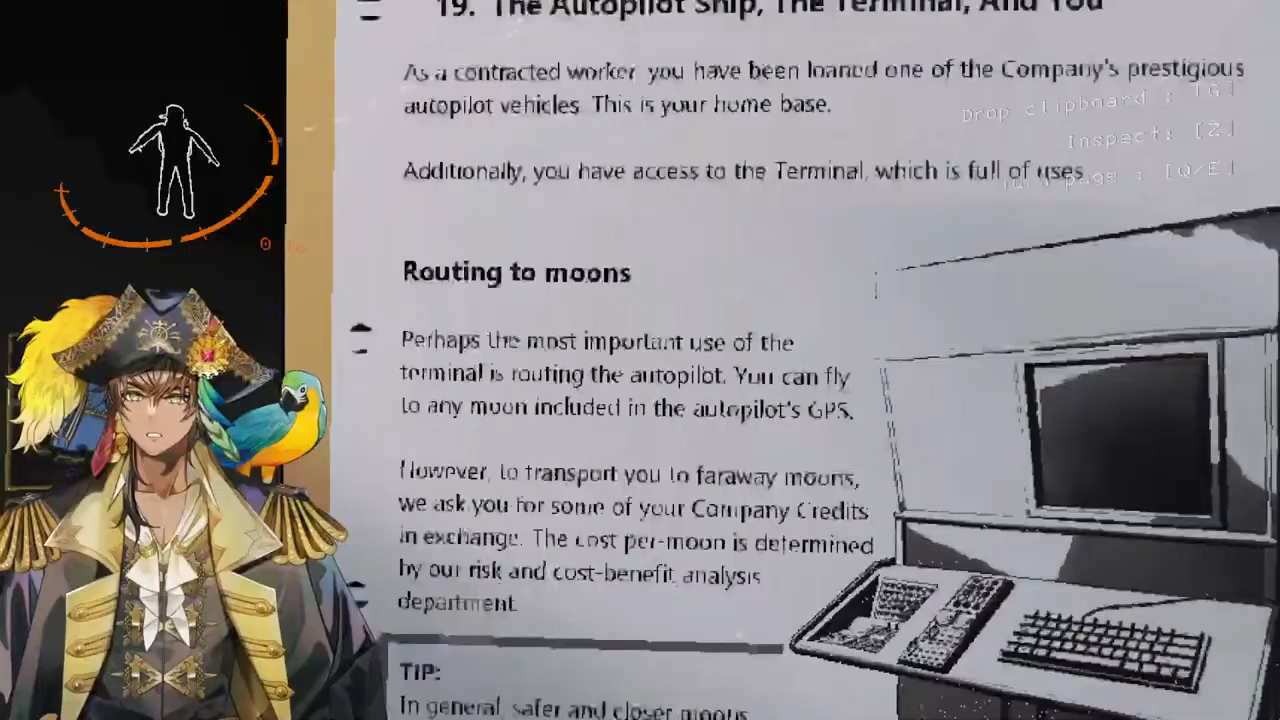 19. The Autopilot Ship, The Terminal, And You
As a contracted worker, you have been loaned one of the Company's prestigious
autopilot vehicles. This is your home base.
Drop clipboard : [G]
Inspect: [Z]
Additionally, you have access to the Terminal, which is full of uses.
page : [Q/E]
0
Routing to moons
Perhaps the most important use of the
terminal is routing the autopilot. You can fly
to any moon included in the autopilot's GPS.
However, to transport you to faraway moons,
we ask you for some of your Company Credits
in exchange. The cost per-moon is determined
by our risk and cost-benefit analysis
department.
TIP:
In general, safer and closer moons